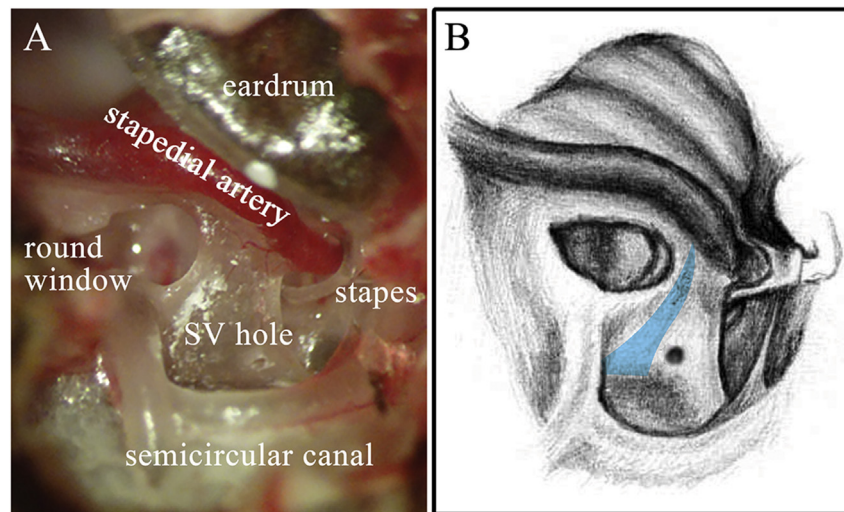 A
eardrum
stapedial artery
round
window
stapes
SV hole
semicircular canal
B